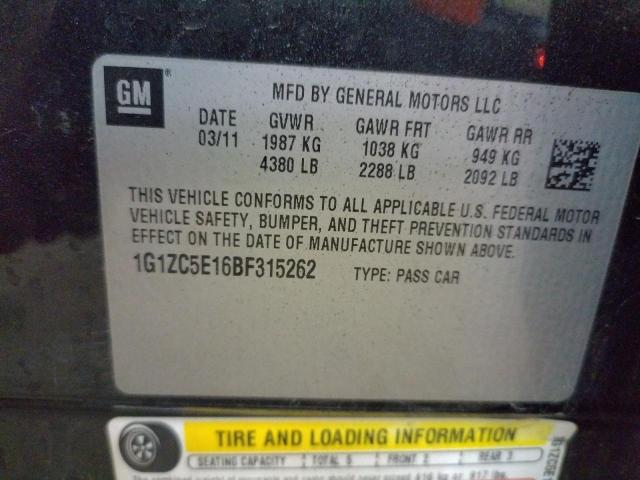 GM
MFD BY GENERAL MOTORS LLC
DATE GVWR GAWR FRT GAWR RR
03/11 1987 KG 1038 KG 949 KG
4380 LB 2288 LB 2092 LB
THIS VEHICLE CONFORMS TO ALL APPLICABLE U.S. FEDERAL MOTOR
VEHICLE SAFETY, BUMPER, AND THEFT PREVENTION STANDARDS IN
EFFECT ON THE DATE OF MANUFACTURE SHOWN ABOVE.
1G1ZC5E16BF315262 TYPE: PASS CAR
TIRE AND LOADING INFORMATION
SEATING CAPACITY TOTAL 5 FRONT 2 REAR 3